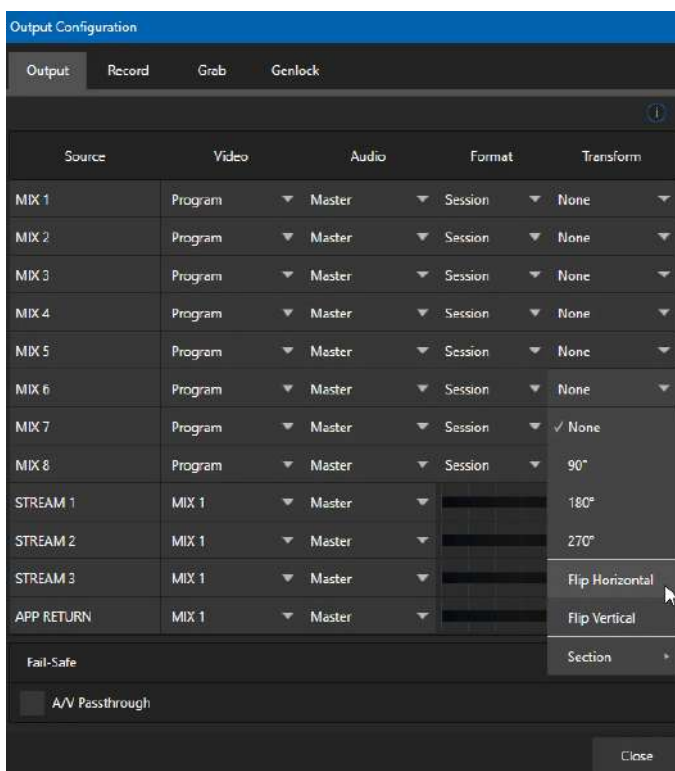 Output Configuration
Output Record Grab Genlock
Source Video Audio Format Transform
MIX 1 Program Master Session None
MIX 2 Program Master Session None
MIX 3 Program Master Session None
MIX 4 Program Master Session None
MIX 5 Program Master Session None
MIX 6 Program Master Session None
MIX 7 Program Master Session ✓ None
MIX 8 Program Master Session 90°
STREAM 1 MIX 1 Master 180°
STREAM 2 MIX 1 Master 270°
STREAM 3 MIX 1 Master Flip Horizontal
APP RETURN MIX 1 Master Flip Vertical
Fail-Safe Section
A/V Passthrough
Close